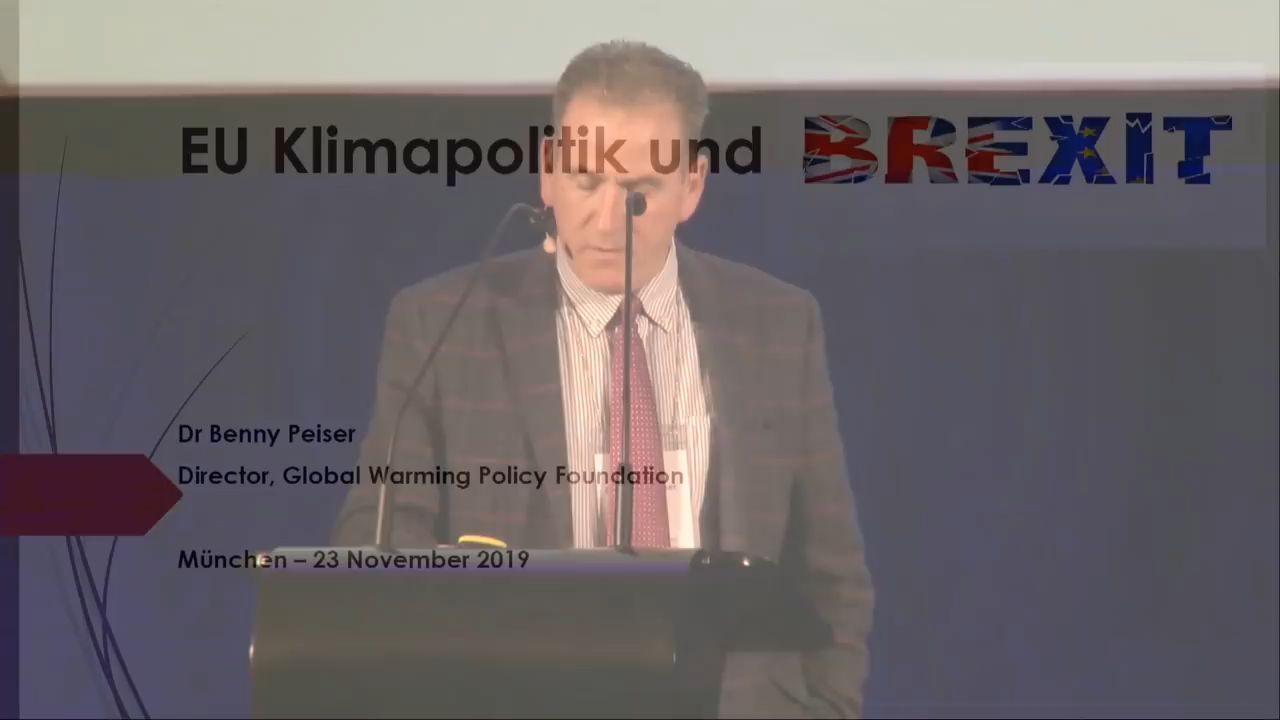 EU Klimapolitik und BREXIT
Dr Benny Peiser
Director, Global Warming Policy Foundation
München – 23 November 2019